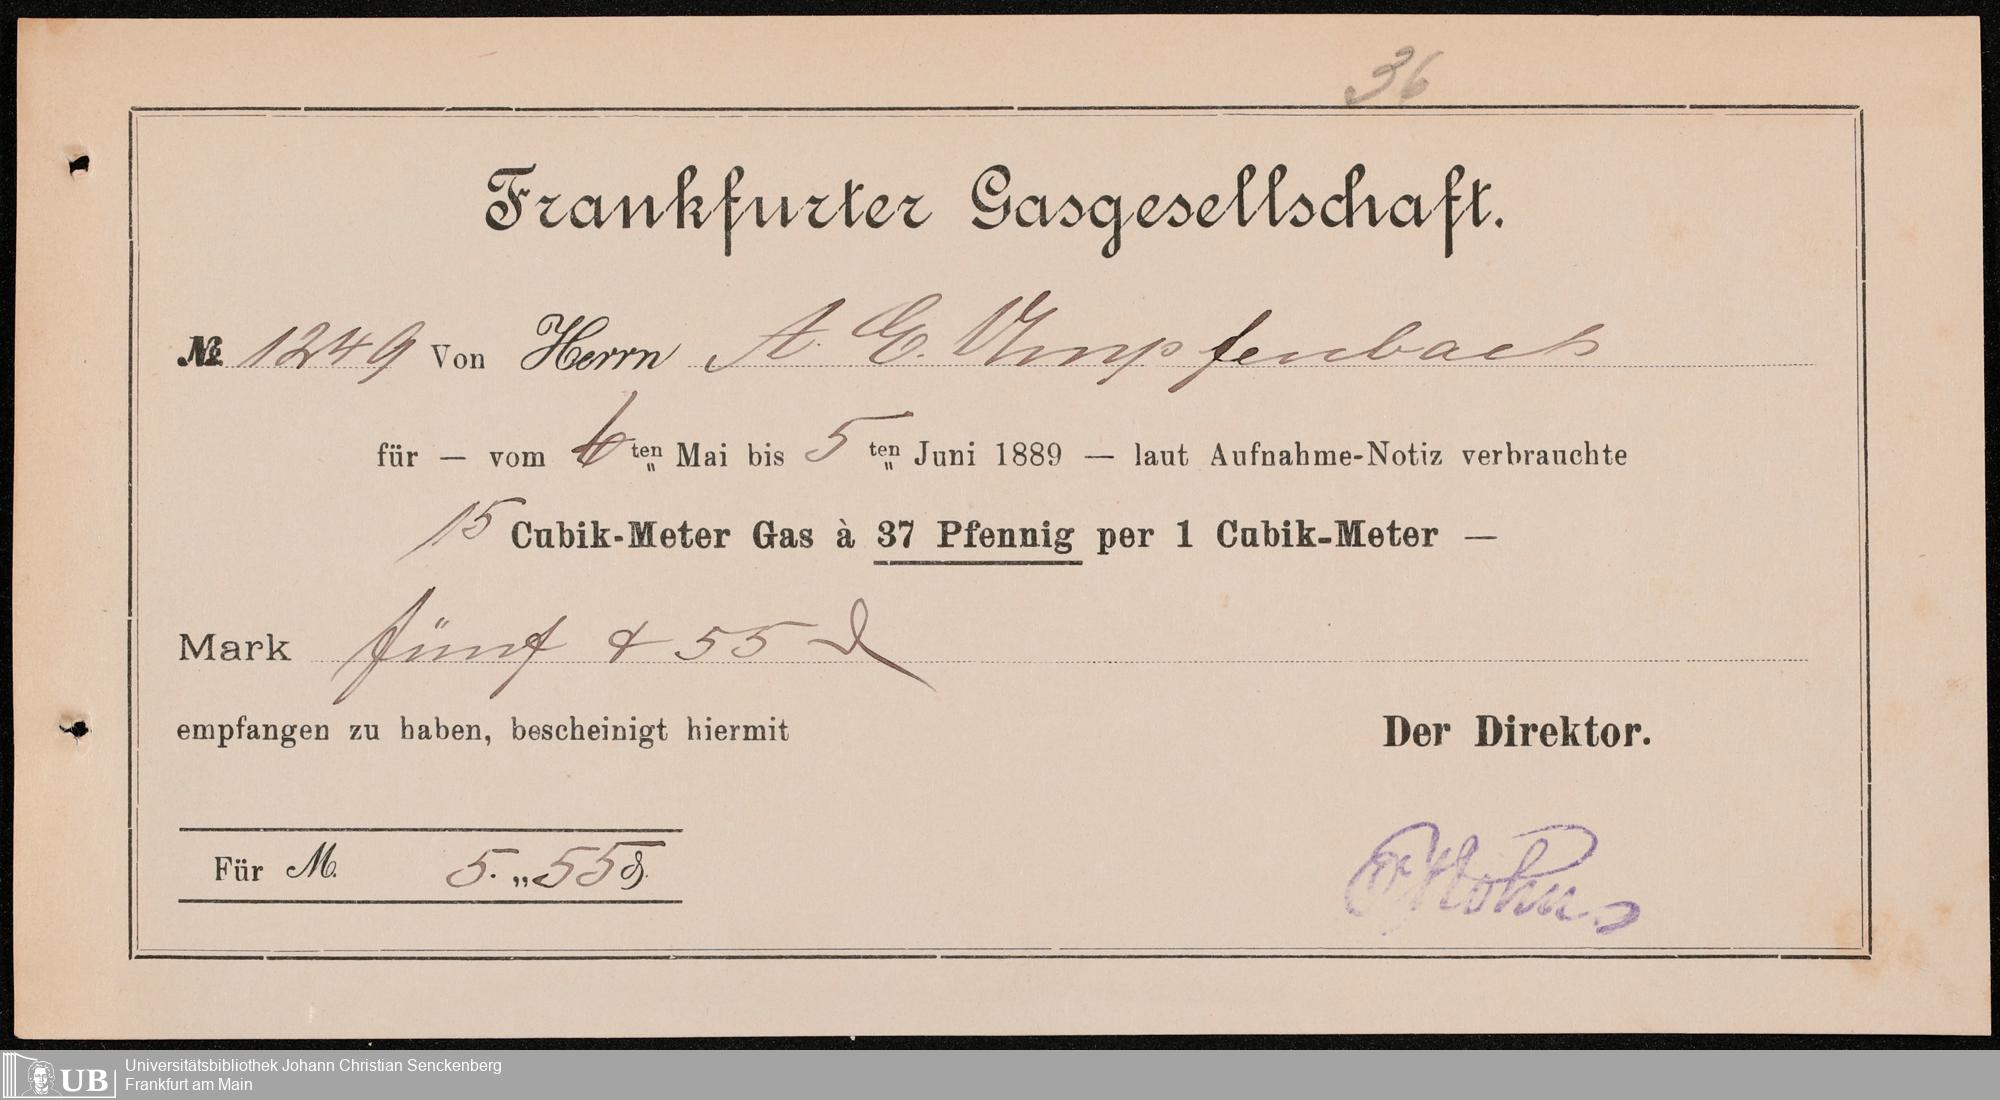 36
Frankfurter Gasgesellschaft.
№ 1249 Von Herrn A. E. Umpfenbach
für — vom 6 ten " Mai bis 5 ten " Juni 1889 — laut Aufnahme-Notiz verbrauchte
15 Cubik-Meter Gas à 37 Pfennig per 1 Cubik-Meter —
Mark fünf & 55 ₰
empfangen zu haben, bescheinigt hiermit
Der Direktor.
Für M. 5. „ 55 ₰.
UB Universitätsbibliothek Johann Christian Senckenberg
Frankfurt am Main